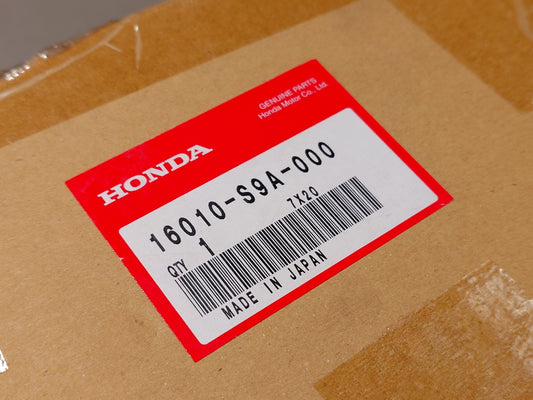 GENUINE PARTS
Honda Motor Co., Ltd.
HONDA
16010-S9A-000
QTY 1 7X20
MADE IN JAPAN